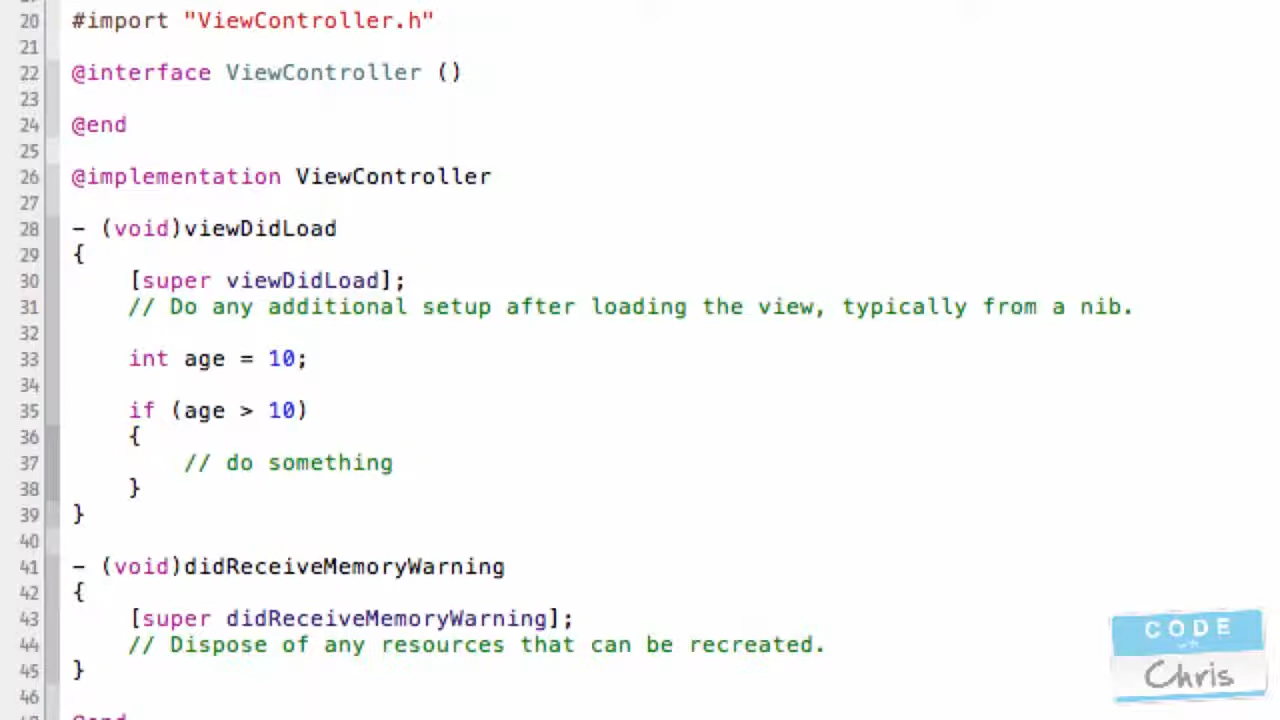 20 #import "ViewController.h"
21
22 @interface ViewController ()
23
24 @end
25
26 @implementation ViewController
27
28 - (void)viewDidLoad
29 {
30 [super viewDidLoad];
31 // Do any additional setup after loading the view, typically from a nib.
32
33 int age = 10;
34
35 if (age > 10)
36 {
37 // do something
38 }
39 }
40
41 - (void)didReceiveMemoryWarning
42 {
43 [super didReceiveMemoryWarning];
44 // Dispose of any resources that can be recreated.
45 }
46
CODE
Chris